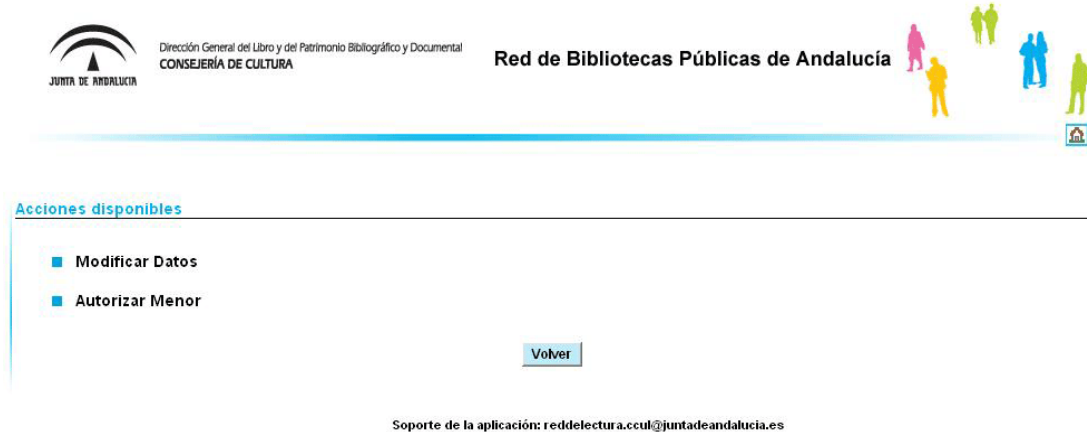 JUNTA DE ANDALUCIA
Dirección General del Libro y del Patrimonio Bibliográfico y Documental
CONSEJERÍA DE CULTURA
Red de Bibliotecas Públicas de Andalucía
Acciones disponibles
Modificar Datos
Autorizar Menor
Volver
Soporte de la aplicación: reddelectura.ccul@juntadeandalucia.es